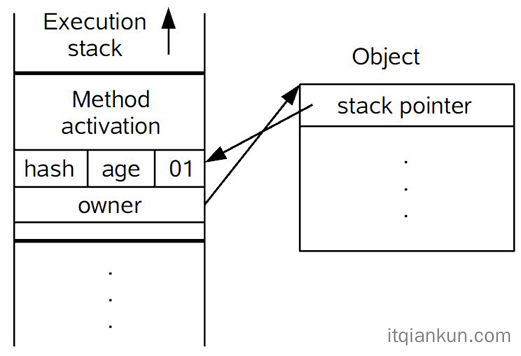 Execution
stack
Method
activation
hash age 01
owner
Object
stack pointer
itqiankun.com